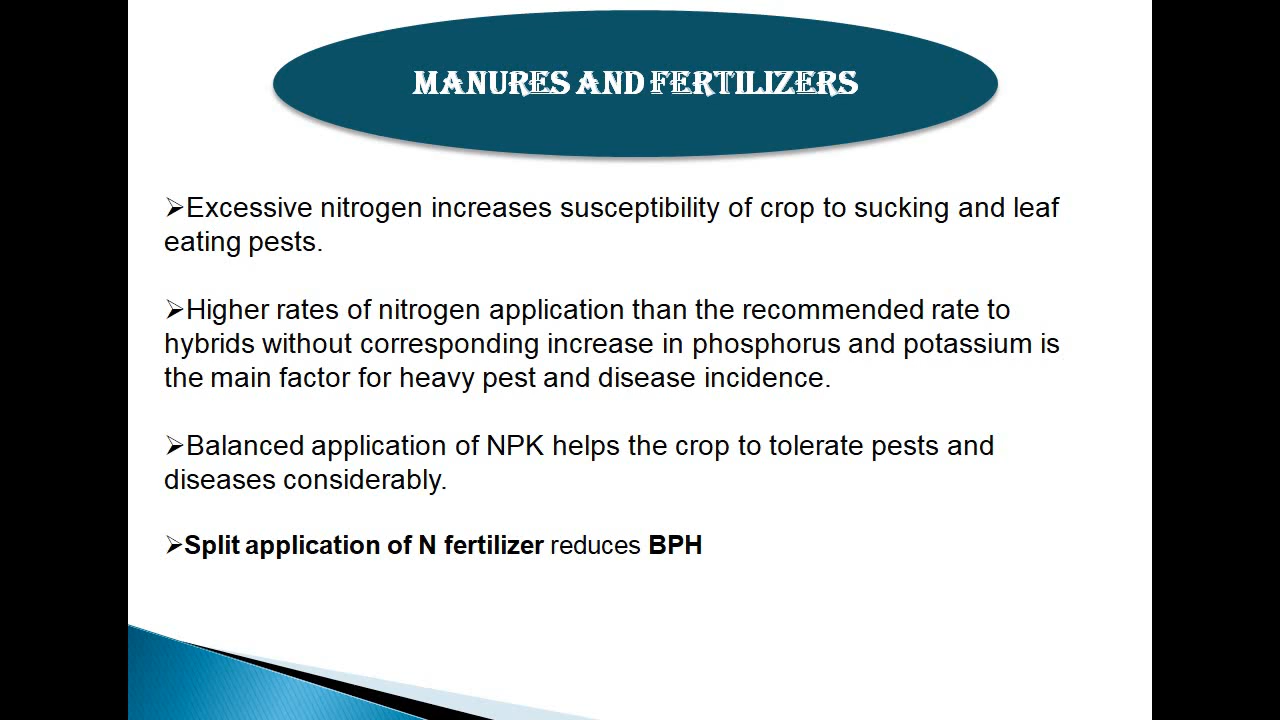 MANURES AND FERTILIZERS
➢Excessive nitrogen increases susceptibility of crop to sucking and leaf
eating pests.
➢Higher rates of nitrogen application than the recommended rate to
hybrids without corresponding increase in phosphorus and potassium is
the main factor for heavy pest and disease incidence.
➢Balanced application of NPK helps the crop to tolerate pests and
diseases considerably.
➢Split application of N fertilizer reduces BPH